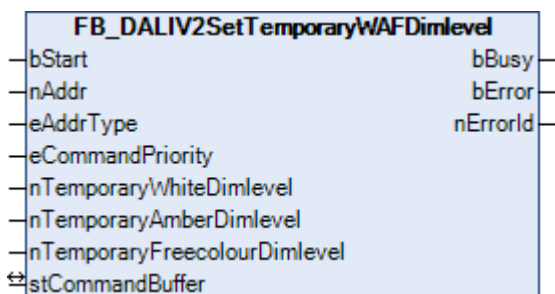 FB_DALIV2SetTemporaryWAFDimlevel
bStart bBusy
nAddr bError
eAddrType nErrorId
eCommandPriority
nTemporaryWhiteDimlevel
nTemporaryAmberDimlevel
nTemporaryFreecolourDimlevel
stCommandBuffer